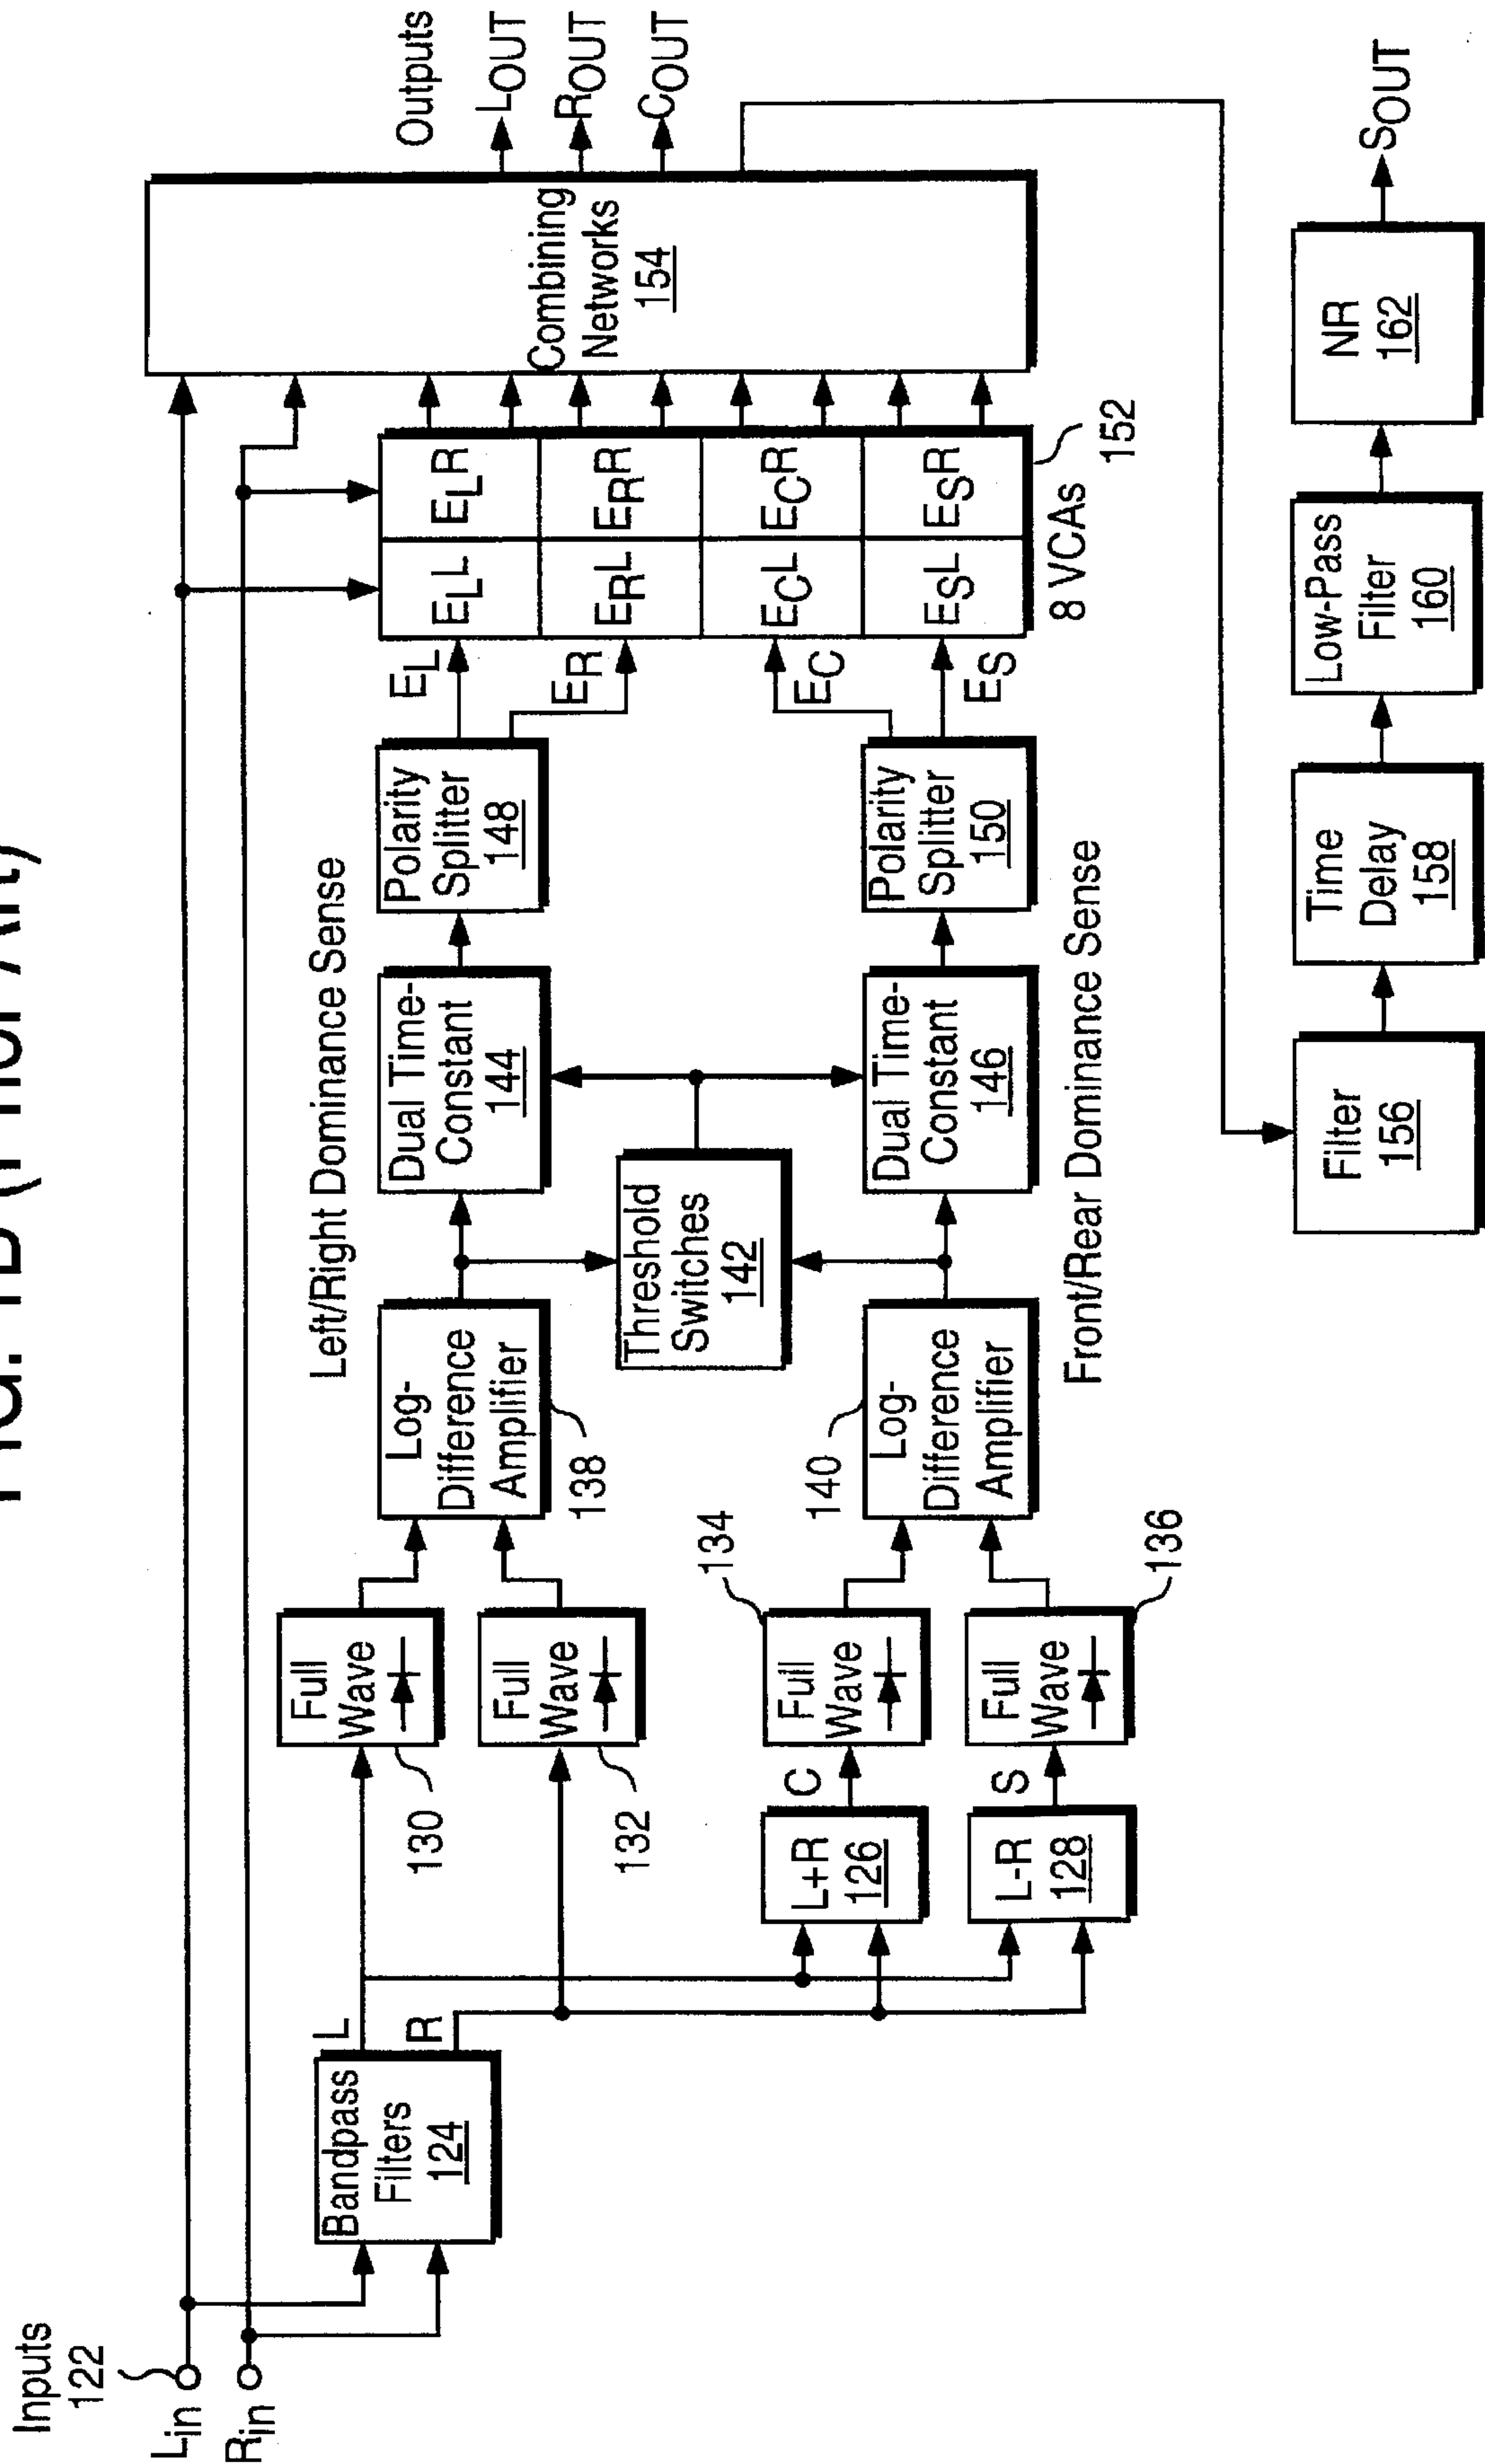 FIG. 1B (Prior Art)
Inputs
122
Lin
Rin
Bandpass
Filters
124
L
R
L+R
126
L-R
128
C
S
Full
Wave
130
Full
Wave
132
Full
Wave
134
Full
Wave
136
Left/Right Dominance Sense
Log-
Difference
Amplifier
138
Log-
Difference
Amplifier
140
Threshold
Switches
142
Dual Time-
Constant
144
Dual Time-
Constant
146
Front/Rear Dominance Sense
Polarity
Splitter
148
Polarity
Splitter
150
EL
ER
EC
ES
ELL ELR
ERL ERR
ECL ECR
ESL ESR
8 VCAs
152
Combining
Networks
154
Outputs
LOUT
ROUT
COUT
Filter
156
Time
Delay
158
Low-Pass
Filter
160
NR
162
SOUT